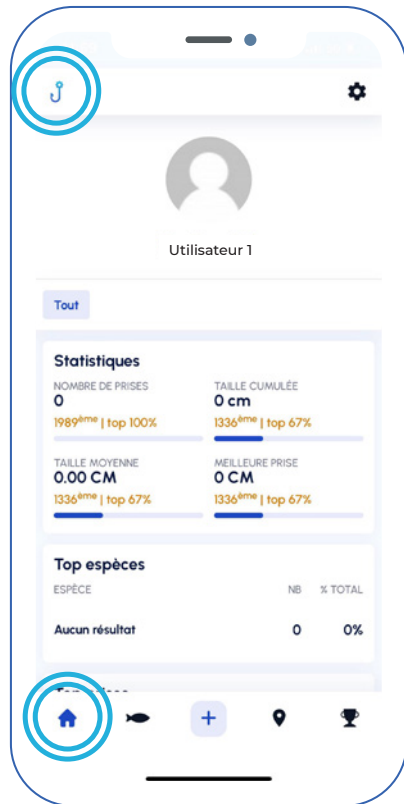 Utilisateur 1
Tout
Statistiques
NOMBRE DE PRISES TAILLE CUMULÉE
0 0 cm
1989ème | top 100% 1336ème | top 67%
TAILLE MOYENNE MEILLEURE PRISE
0.00 CM 0 CM
1336ème | top 67% 1336ème | top 67%
Top espèces
ESPÈCE NB % TOTAL
Aucun résultat 0 0%